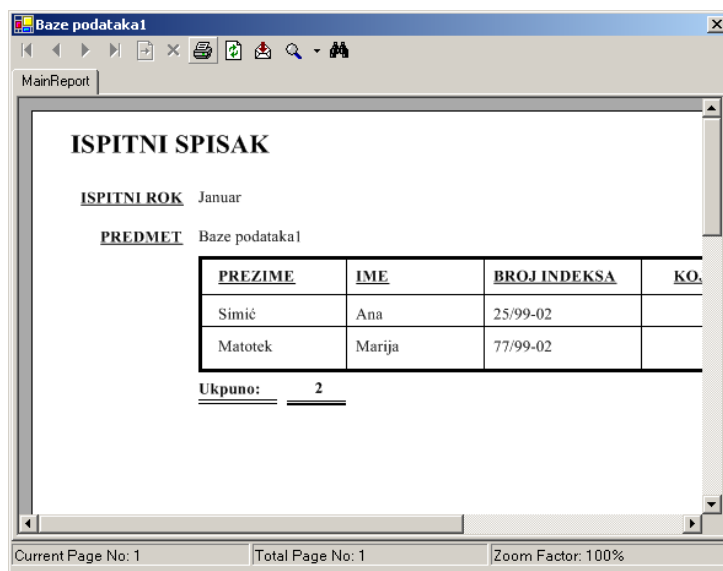 Baze podataka1
MainReport
ISPITNI SPISAK
ISPITNI ROK Januar
PREDMET Baze podataka1
PREZIME IME BROJ INDEKSA KO
Simić Ana 25/99-02
Matotek Marija 77/99-02
Ukpuno: 2
Current Page No: 1 Total Page No: 1 Zoom Factor: 100%